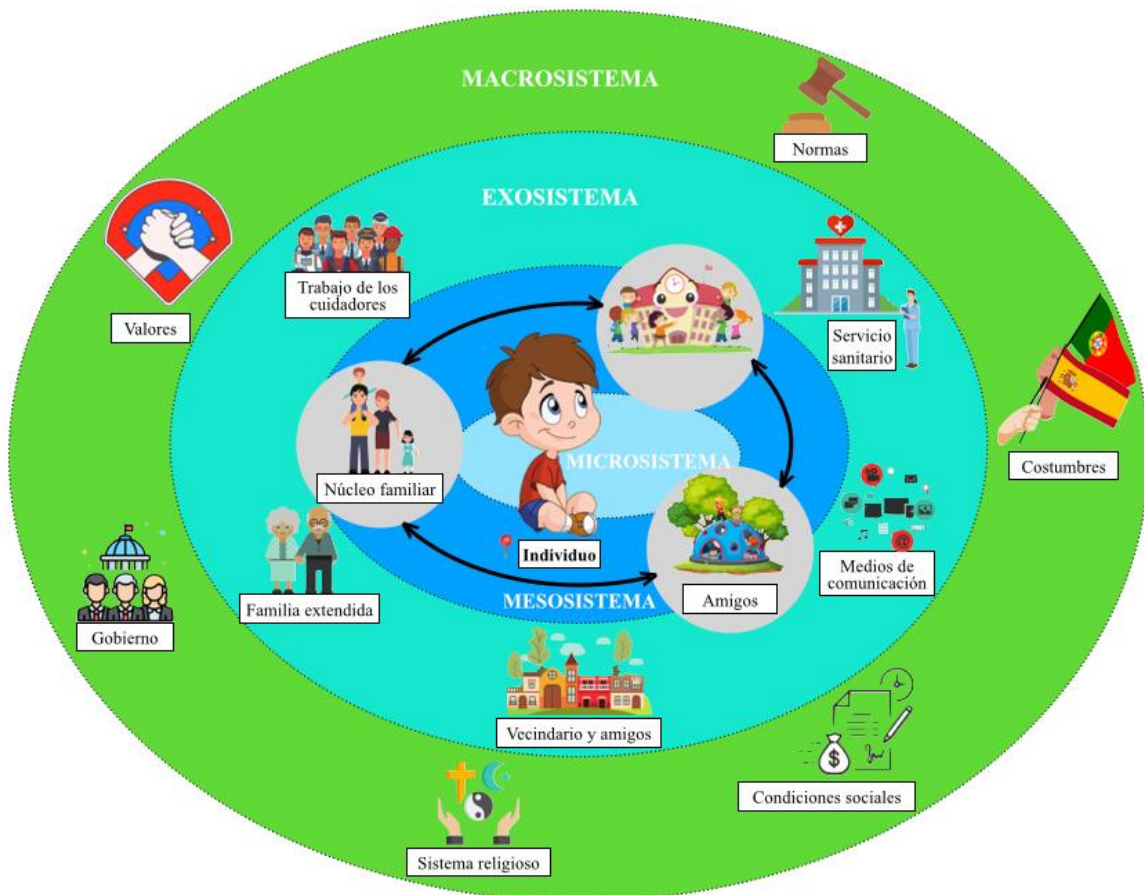 MACROSISTEMA
Normas
EXOSISTEMA
Trabajo de los
cuidadores
Servicio
sanitario
Valores
Costumbres
MICROSISTEMA
Núcleo familiar
Individuo
MESOSISTEMA
Amigos
Medios de
comunicación
Familia extendida
Gobierno
Vecindario y amigos
Condiciones sociales
Sistema religioso